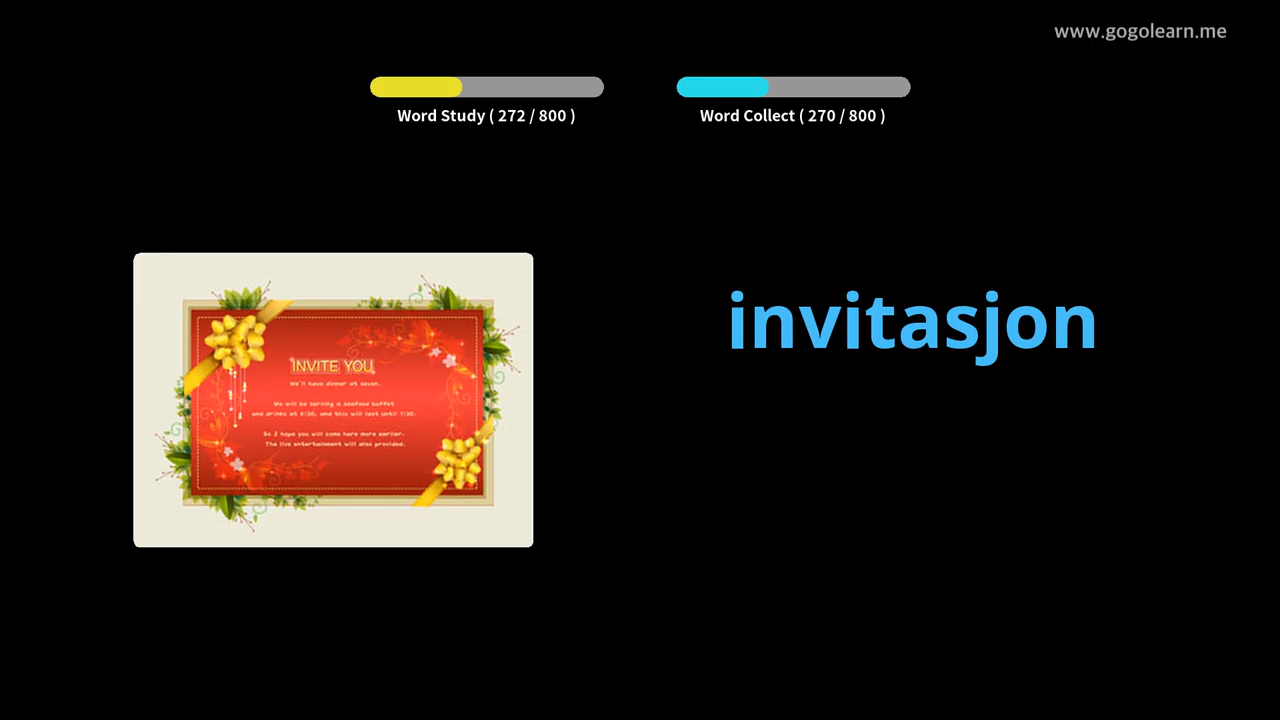 www.gogolearn.me
Word Study ( 272 / 800 )
Word Collect ( 270 / 800 )
INVITE YOU
We'll have dinner at seven.
We will be serving a seafood buffet
and drinks at 6:30, and this will last until 7:30.
So I hope you will come here more earlier.
The live entertainment will also provided.
invitasjon